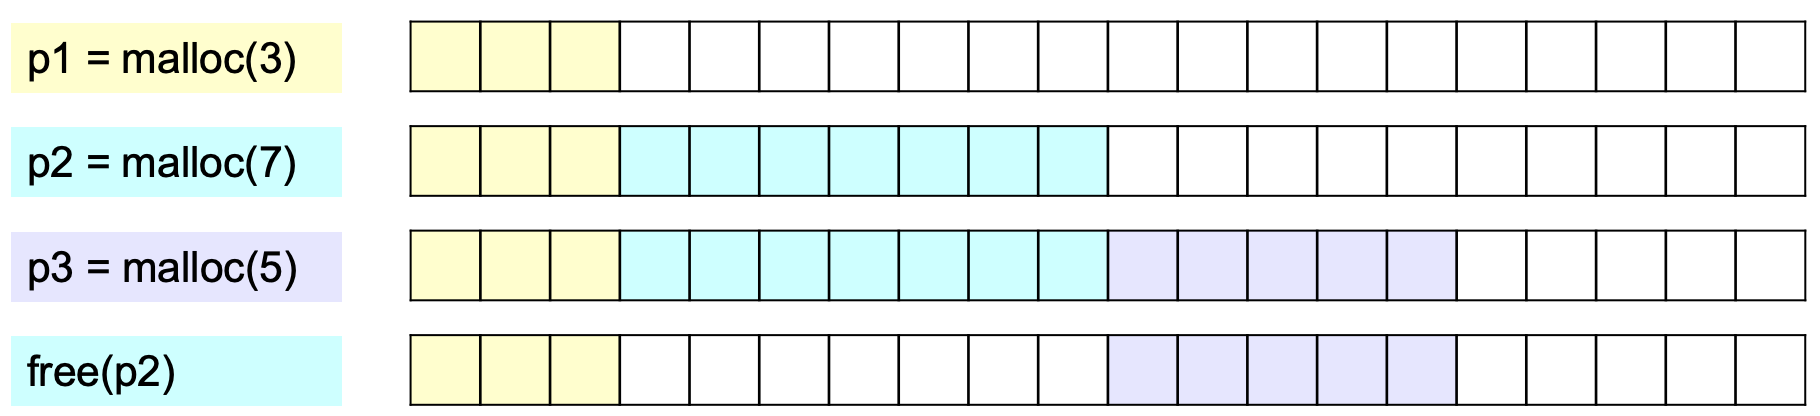 p1 = malloc(3)
p2 = malloc(7)
p3 = malloc(5)
free(p2)